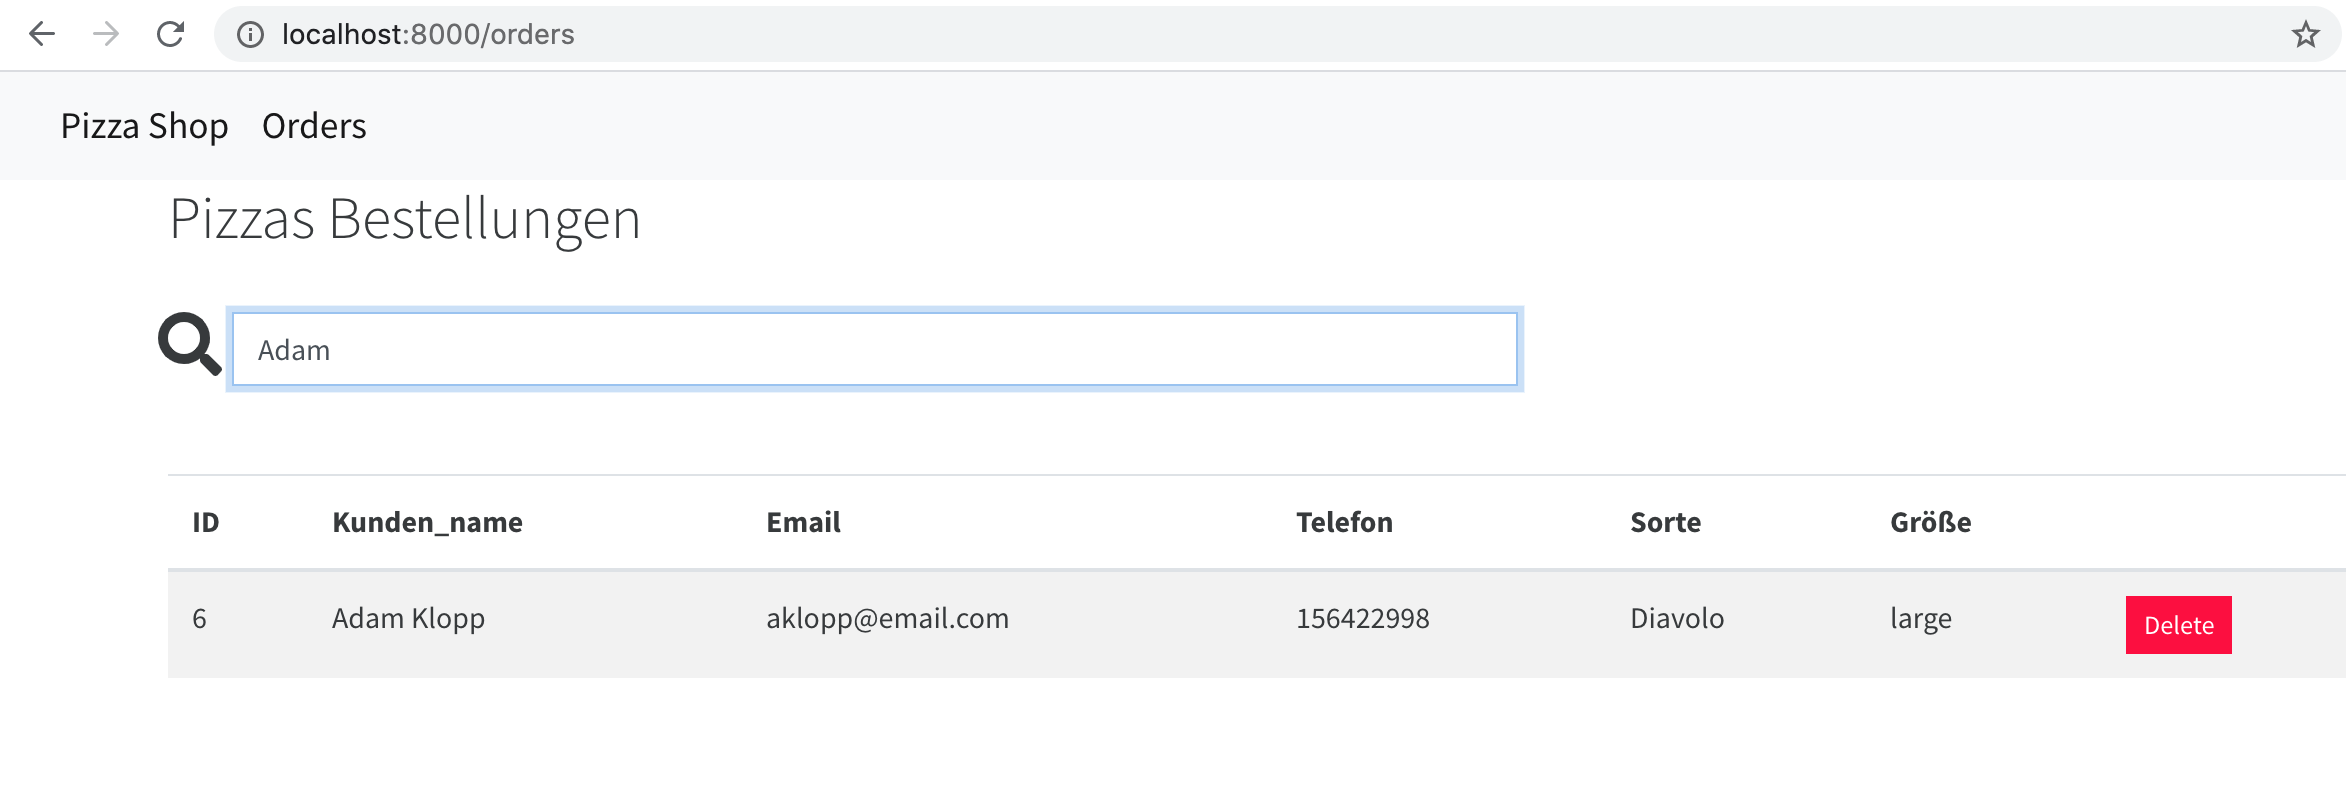 localhost:8000/orders
Pizza Shop Orders
Pizzas Bestellungen
Adam
ID Kunden_name Email Telefon Sorte Größe
6 Adam Klopp aklopp@email.com 156422998 Diavolo large Delete